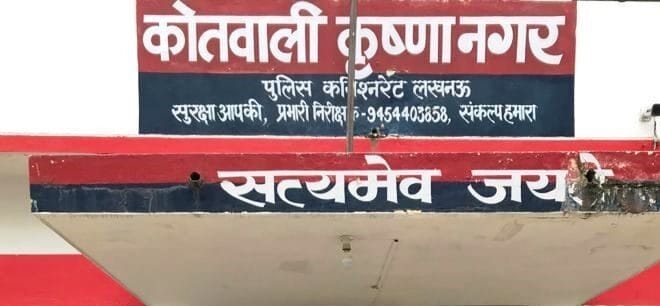 कोतवाली कृष्णा नगर
पुलिस कमिश्नरेट लखनऊ
सुरक्षा आपकी, प्रभारी निरीक्षक-9454403858, संकल्प हमारा
सत्यमेव जयते